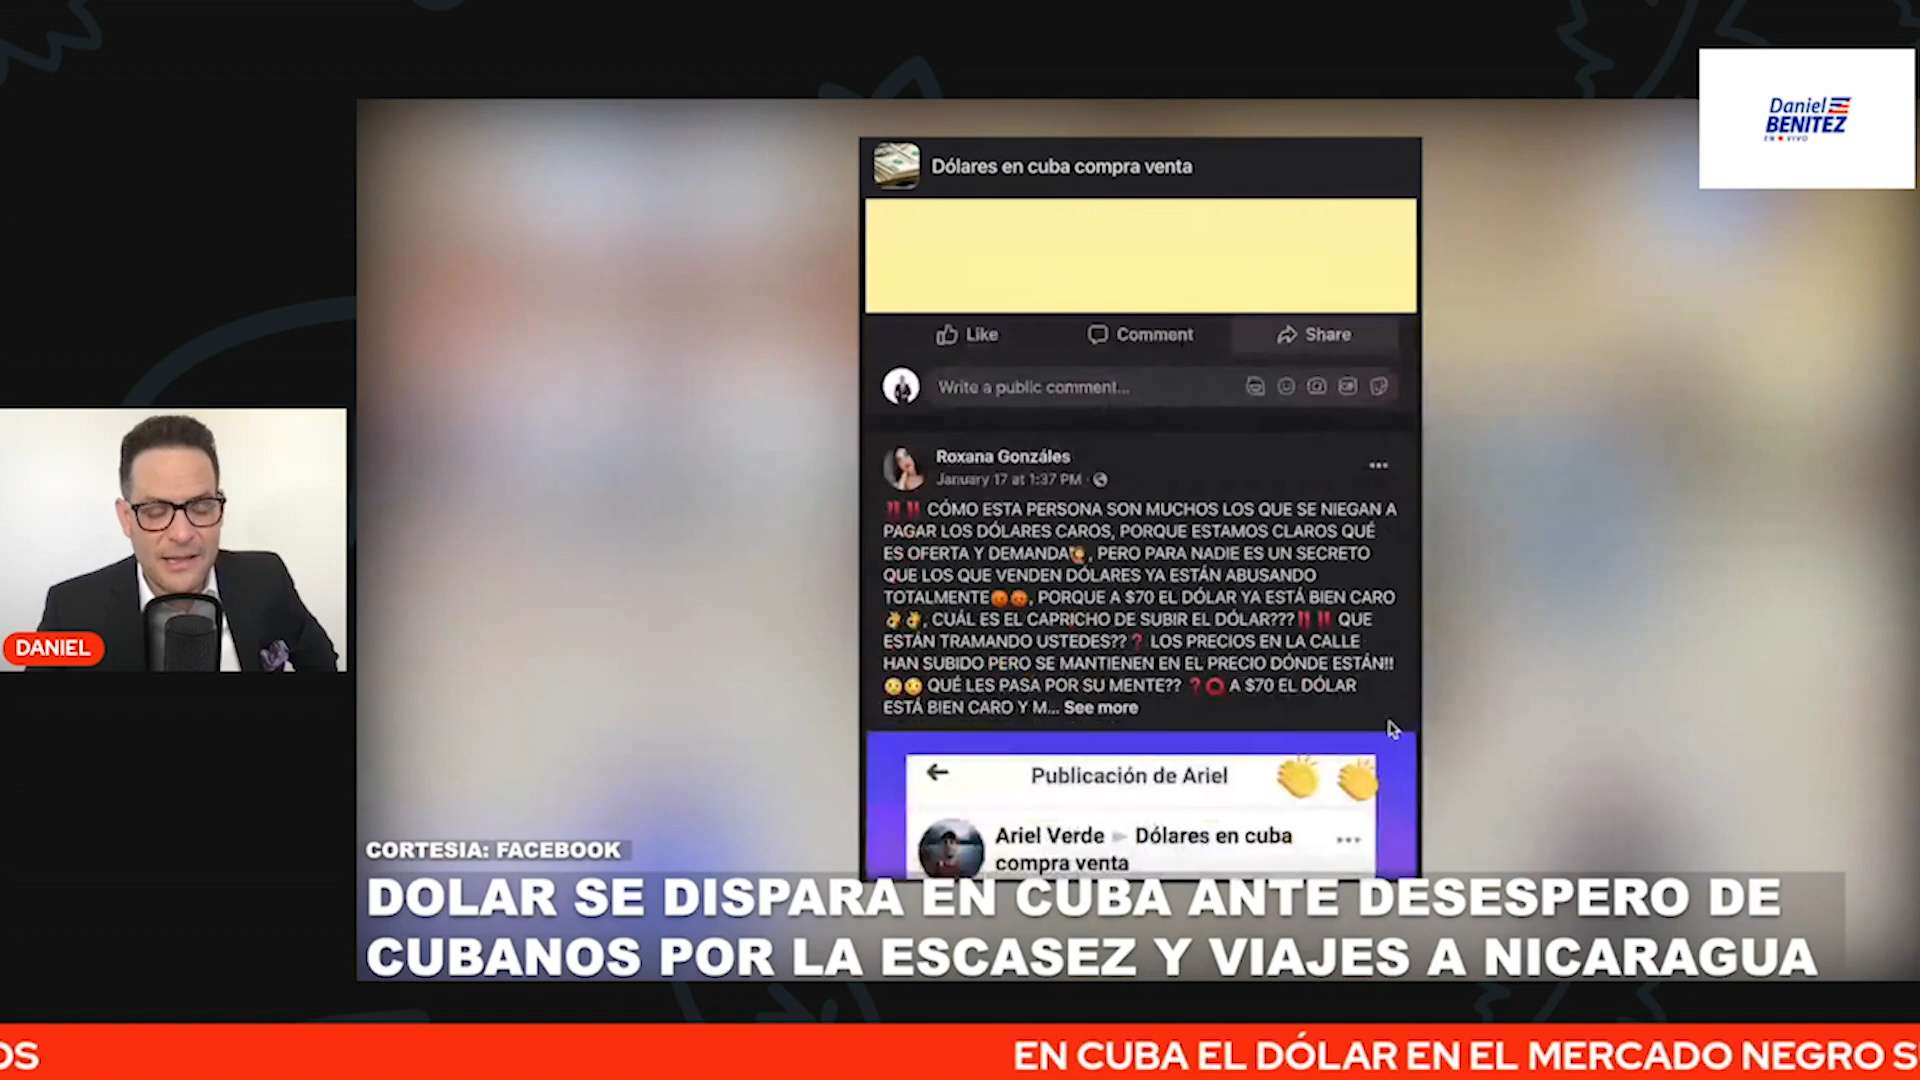 Daniel
BENITEZ
EN VIVO
Dólares en cuba compra venta
Like
Comment
Share
Write a public comment...
Roxana Gonzáles
January 17 at 1:37 PM
CÓMO ESTA PERSONA SON MUCHOS LOS QUE SE NIEGAN A
PAGAR LOS DÓLARES CAROS, PORQUE ESTAMOS CLAROS QUÉ
ES OFERTA Y DEMANDA, PERO PARA NADIE ES UN SECRETO
QUE LOS QUE VENDEN DÓLARES YA ESTÁN ABUSANDO
TOTALMENTE, PORQUE A $70 EL DÓLAR YA ESTÁ BIEN CARO
, CUÁL ES EL CAPRICHO DE SUBIR EL DÓLAR??? QUE
ESTÁN TRAMANDO USTEDES?? LOS PRECIOS EN LA CALLE
HAN SUBIDO PERO SE MANTIENEN EN EL PRECIO DÓNDE ESTÁN!!
QUÉ LES PASA POR SU MENTE?? A $70 EL DÓLAR
ESTÁ BIEN CARO Y M... See more
Publicación de Ariel
Ariel Verde ► Dólares en cuba
compra venta
DANIEL
CORTESIA: FACEBOOK
DOLAR SE DISPARA EN CUBA ANTE DESESPERO DE
CUBANOS POR LA ESCASEZ Y VIAJES A NICARAGUA
OS
EN CUBA EL DÓLAR EN EL MERCADO NEGRO S